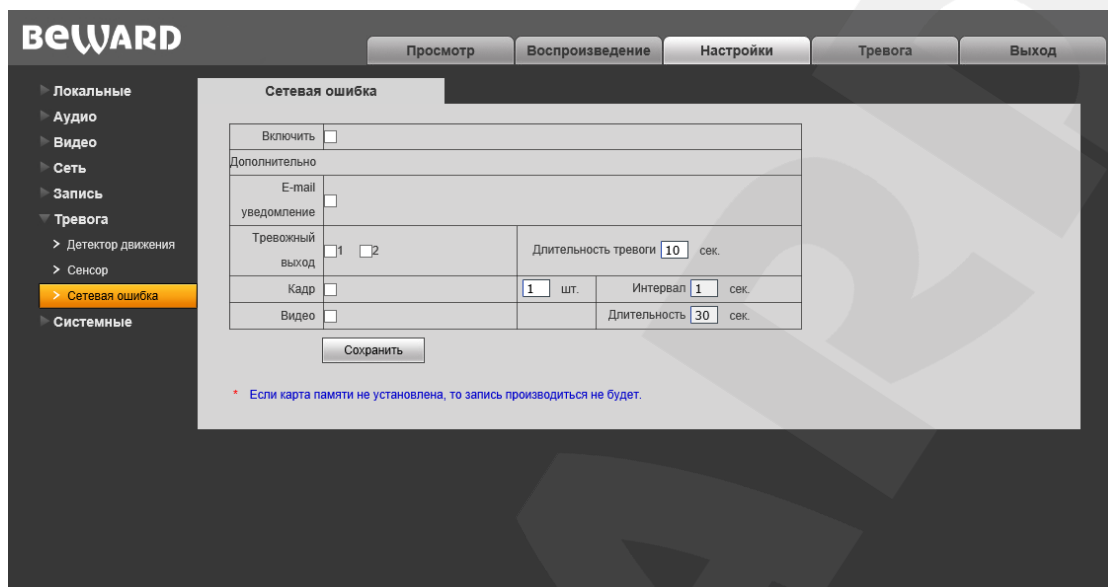 BEWARD
Просмотр Воспроизведение Настройки Тревога Выход
Локальные
Аудио
Видео
Сеть
Запись
Тревога
> Детектор движения
> Сенсор
> Сетевая ошибка
Системные
Сетевая ошибка
Включить
Дополнительно
E-mail
уведомление
Тревожный
выход
1 2 Длительность тревоги 10 сек.
Кадр 1 шт. Интервал 1 сек.
Видео Длительность 30 сек.
Сохранить
* Если карта памяти не установлена, то запись производиться не будет.